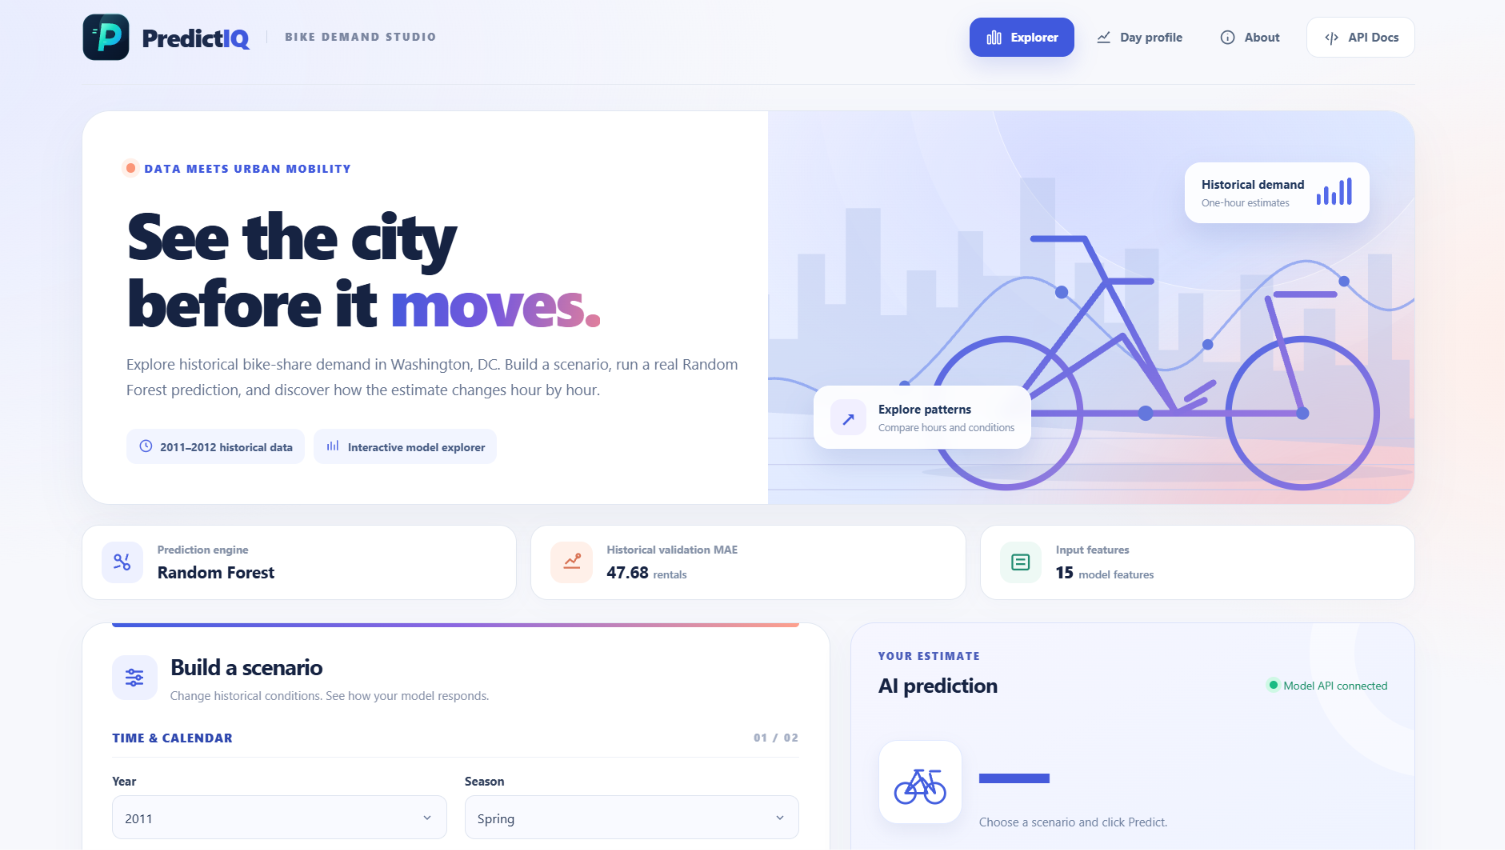 PredictIQ
BIKE DEMAND STUDIO
Explorer
Day profile
About
API Docs
DATA MEETS URBAN MOBILITY
See the city
before it moves.
Explore historical bike-share demand in Washington, DC. Build a scenario, run a real Random
Forest prediction, and discover how the estimate changes hour by hour.
2011–2012 historical data
Interactive model explorer
Historical demand
One-hour estimates
Explore patterns
Compare hours and conditions
Prediction engine
Random Forest
Historical validation MAE
47.68 rentals
Input features
15 model features
Build a scenario
Change historical conditions. See how your model responds.
TIME & CALENDAR
01 / 02
Year
Season
2011
Spring
YOUR ESTIMATE
AI prediction
Model API connected
Choose a scenario and click Predict.